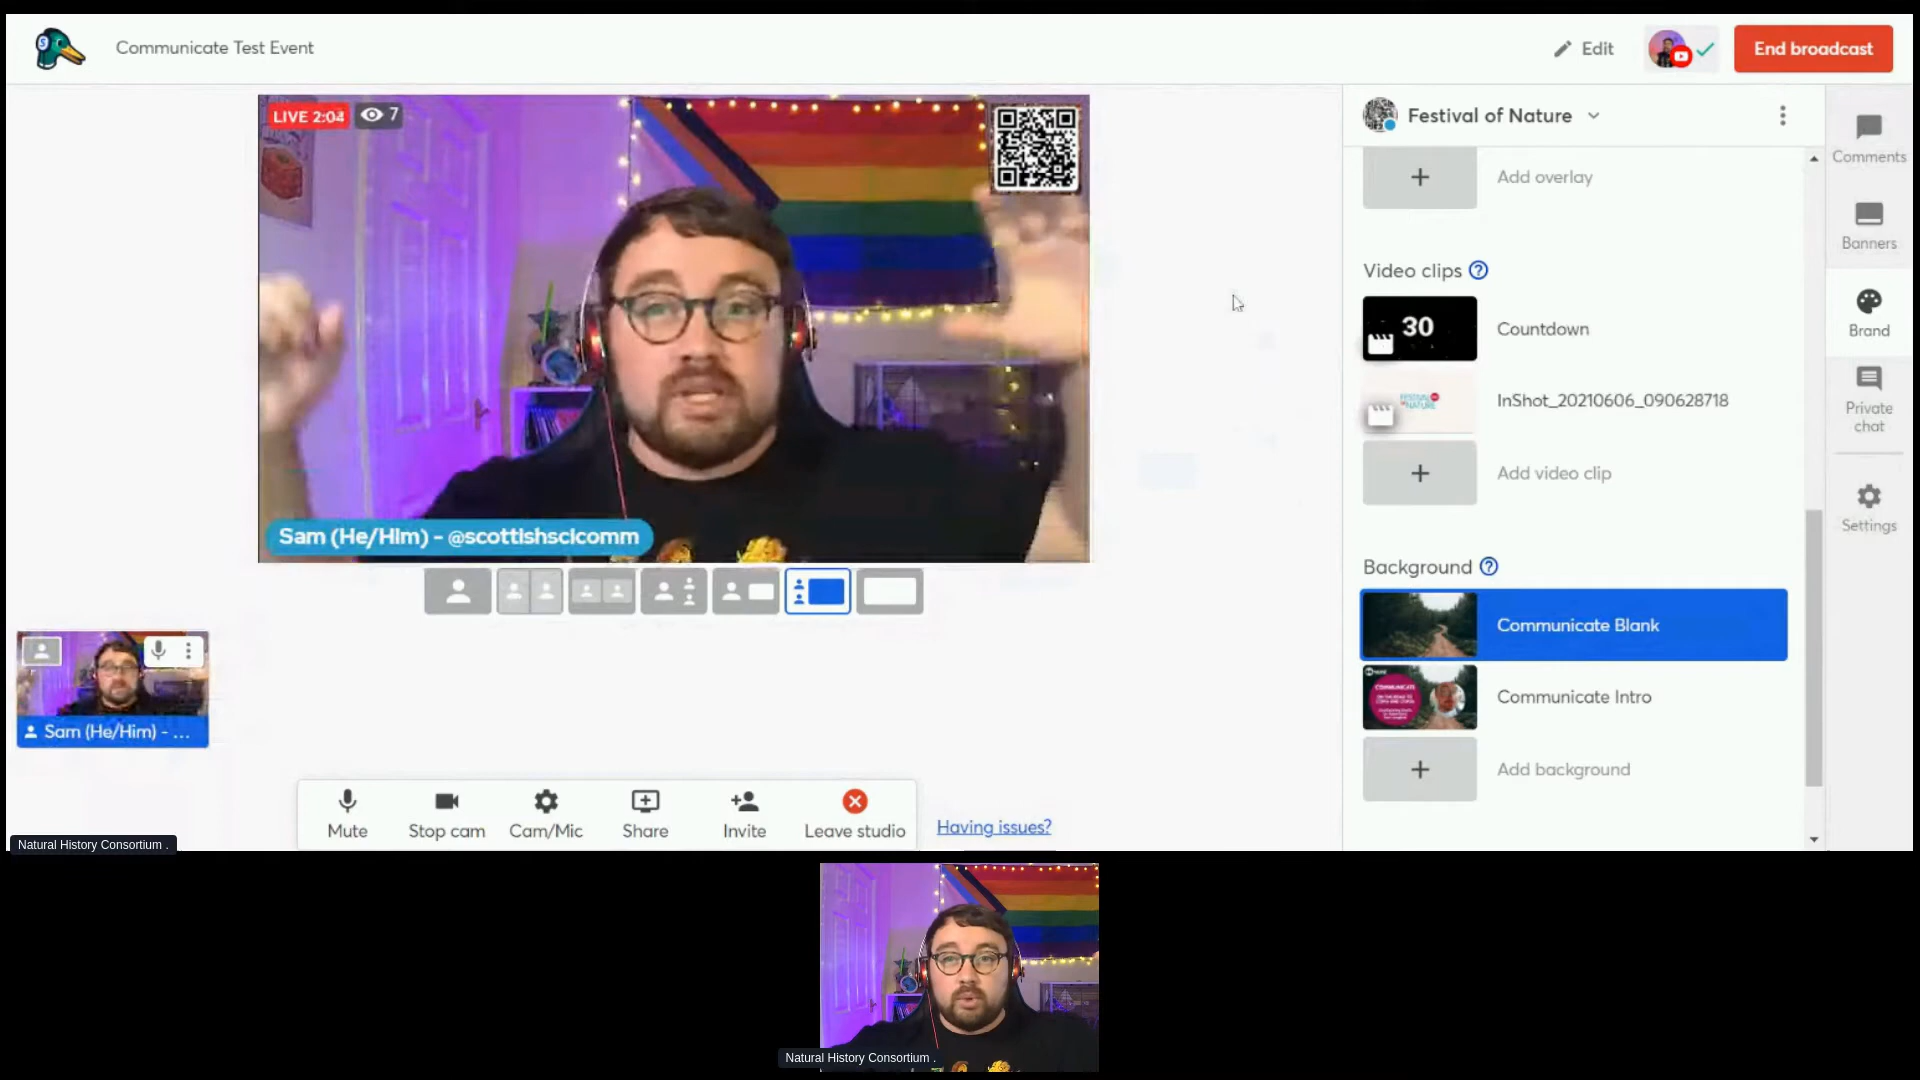 Communicate Test Event
Edit
End broadcast
LIVE 2:04
7
Sam (He/Him) - @scottishscicomm
Sam (He/Him) - ...
Mute
Stop cam
Cam/Mic
Share
Invite
Leave studio
Having issues?
Natural History Consortium .
Festival of Nature
Add overlay
Video clips
30
Countdown
FESTIVAL
NATURE
InShot_20210606_090628718
Add video clip
Background
Communicate Blank
COMMUNICATE
Communicate Intro
Add background
Comments
Banners
Brand
Private
chat
Settings
Natural History Consortium .